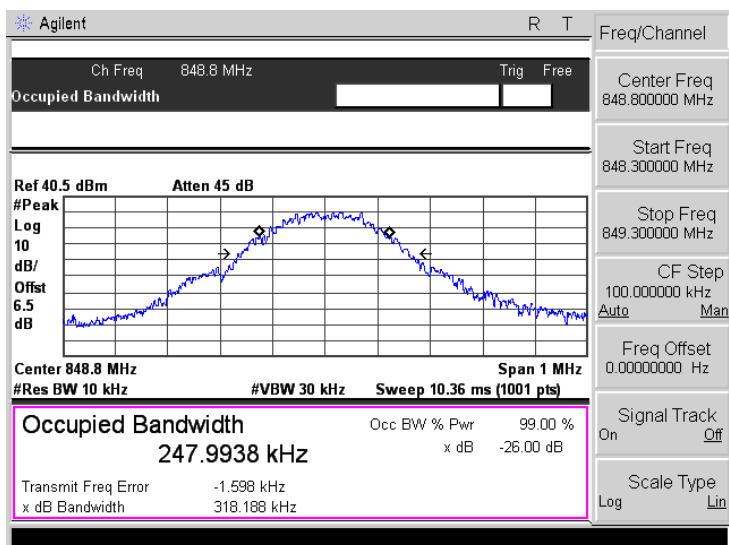 Agilent R T
Ch Freq 848.8 MHz Trig Free
Occupied Bandwidth
Ref 40.5 dBm Atten 45 dB
#Peak
Log
10
dB/
Offst
6.5
dB
Center 848.8 MHz Span 1 MHz
#Res BW 10 kHz #VBW 30 kHz Sweep 10.36 ms (1001 pts)
Occupied Bandwidth Occ BW % Pwr 99.00 %
247.9938 kHz x dB -26.00 dB
Transmit Freq Error -1.598 kHz
x dB Bandwidth 318.188 kHz
Freq/Channel
Center Freq
848.800000 MHz
Start Freq
848.300000 MHz
Stop Freq
849.300000 MHz
CF Step
100.000000 kHz
Auto Man
Freq Offset
0.00000000 Hz
Signal Track
On Off
Scale Type
Log Lin